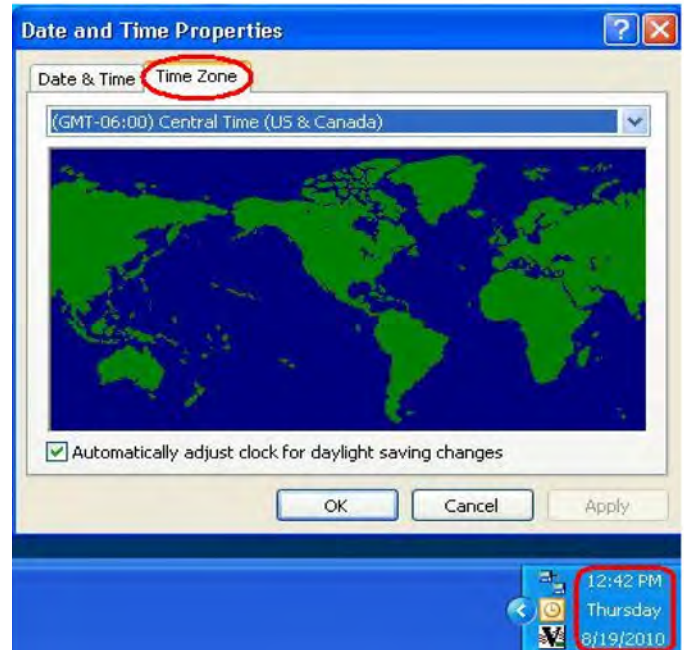 Date and Time Properties
Date & Time
Time Zone
(GMT-06:00) Central Time (US & Canada)
Automatically adjust clock for daylight saving changes
OK
Cancel
Apply
12:42 PM
Thursday
8/19/2010